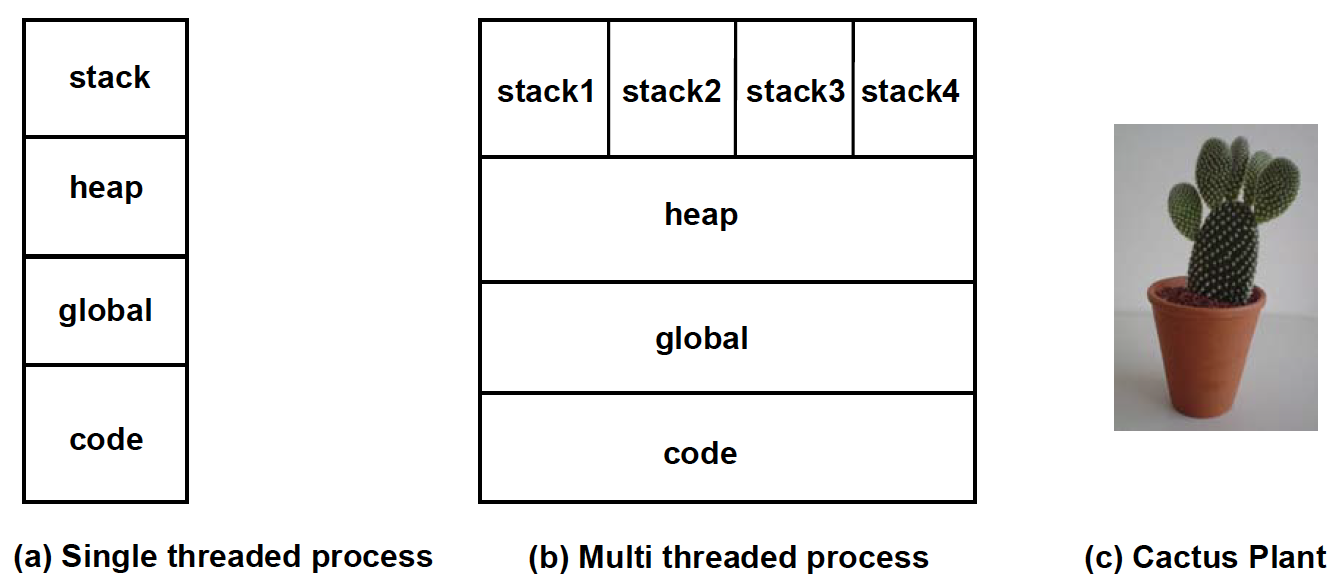 stack
heap
global
code
(a) Single threaded process
stack1 stack2 stack3 stack4
heap
global
code
(b) Multi threaded process
(c) Cactus Plant